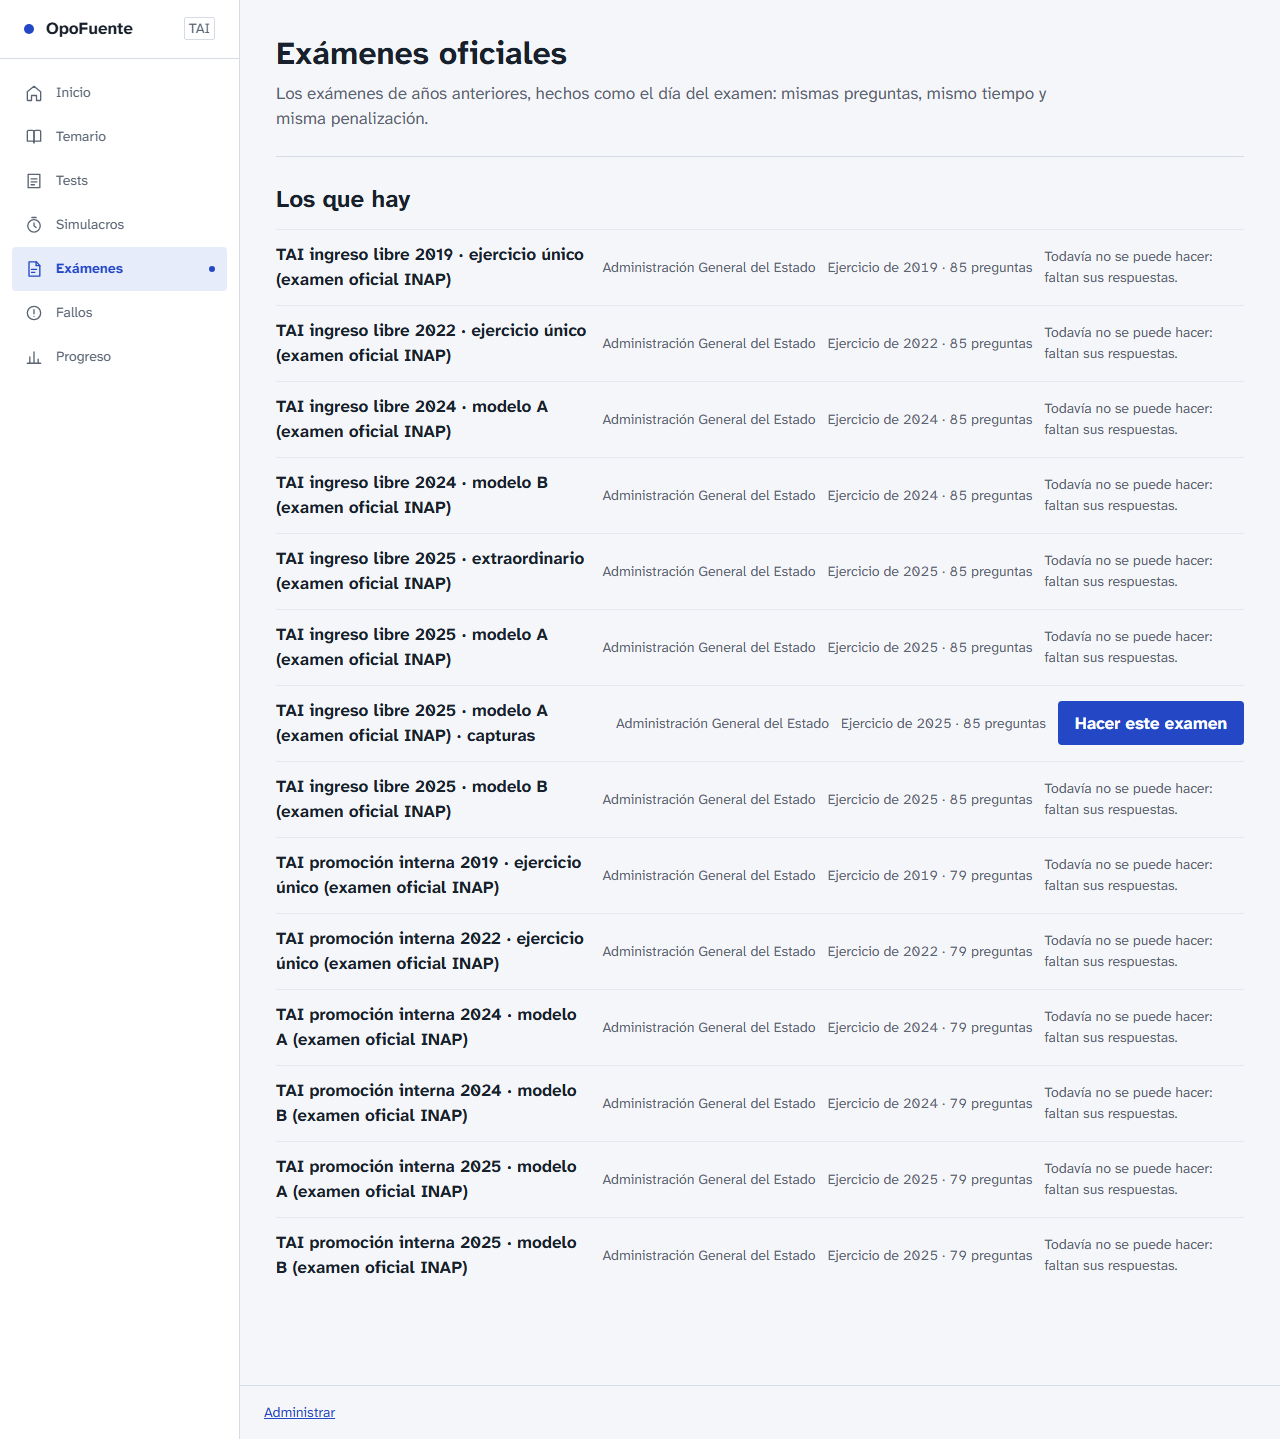 OpoFuente
TAI
Inicio
Temario
Tests
Simulacros
Exámenes
Fallos
Progreso
Exámenes oficiales
Los exámenes de años anteriores, hechos como el día del examen: mismas preguntas, mismo tiempo y
misma penalización.
Los que hay
TAI ingreso libre 2019 · ejercicio único
(examen oficial INAP)
Administración General del Estado
Ejercicio de 2019 · 85 preguntas
Todavía no se puede hacer:
faltan sus respuestas.
TAI ingreso libre 2022 · ejercicio único
(examen oficial INAP)
Administración General del Estado
Ejercicio de 2022 · 85 preguntas
Todavía no se puede hacer:
faltan sus respuestas.
TAI ingreso libre 2024 · modelo A
(examen oficial INAP)
Administración General del Estado
Ejercicio de 2024 · 85 preguntas
Todavía no se puede hacer:
faltan sus respuestas.
TAI ingreso libre 2024 · modelo B
(examen oficial INAP)
Administración General del Estado
Ejercicio de 2024 · 85 preguntas
Todavía no se puede hacer:
faltan sus respuestas.
TAI ingreso libre 2025 · extraordinario
(examen oficial INAP)
Administración General del Estado
Ejercicio de 2025 · 85 preguntas
Todavía no se puede hacer:
faltan sus respuestas.
TAI ingreso libre 2025 · modelo A
(examen oficial INAP)
Administración General del Estado
Ejercicio de 2025 · 85 preguntas
Todavía no se puede hacer:
faltan sus respuestas.
TAI ingreso libre 2025 · modelo A
(examen oficial INAP) · capturas
Administración General del Estado
Ejercicio de 2025 · 85 preguntas
Hacer este examen
TAI ingreso libre 2025 · modelo B
(examen oficial INAP)
Administración General del Estado
Ejercicio de 2025 · 85 preguntas
Todavía no se puede hacer:
faltan sus respuestas.
TAI promoción interna 2019 · ejercicio
único (examen oficial INAP)
Administración General del Estado
Ejercicio de 2019 · 79 preguntas
Todavía no se puede hacer:
faltan sus respuestas.
TAI promoción interna 2022 · ejercicio
único (examen oficial INAP)
Administración General del Estado
Ejercicio de 2022 · 79 preguntas
Todavía no se puede hacer:
faltan sus respuestas.
TAI promoción interna 2024 · modelo
A (examen oficial INAP)
Administración General del Estado
Ejercicio de 2024 · 79 preguntas
Todavía no se puede hacer:
faltan sus respuestas.
TAI promoción interna 2024 · modelo
B (examen oficial INAP)
Administración General del Estado
Ejercicio de 2024 · 79 preguntas
Todavía no se puede hacer:
faltan sus respuestas.
TAI promoción interna 2025 · modelo
A (examen oficial INAP)
Administración General del Estado
Ejercicio de 2025 · 79 preguntas
Todavía no se puede hacer:
faltan sus respuestas.
TAI promoción interna 2025 · modelo
B (examen oficial INAP)
Administración General del Estado
Ejercicio de 2025 · 79 preguntas
Todavía no se puede hacer:
faltan sus respuestas.
Administrar